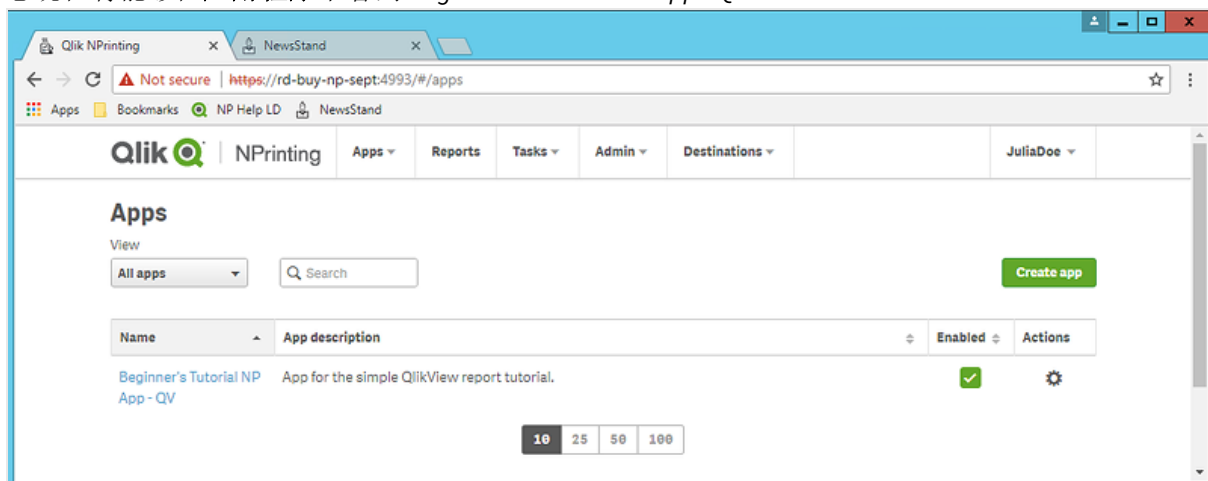 Qlik NPrinting
NewsStand
Not secure | https://rd-buy-np-sept:4993/#/apps
Apps Bookmarks NP Help LD NewsStand
Qlik NPrinting Apps Reports Tasks Admin Destinations JuliaDoe
Apps
View
All apps Search Create app
Name App description Enabled Actions
Beginner's Tutorial NP App - QV App for the simple QlikView report tutorial.
10 25 50 100